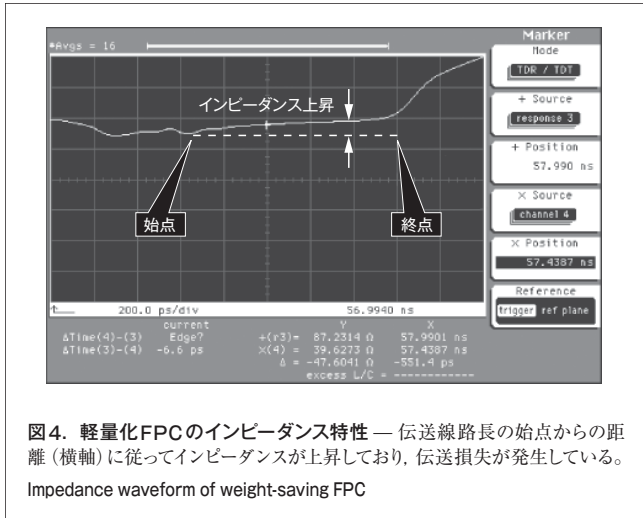 *Avgs = 16
Marker
Mode
TDR / TDT
+ Source
response 3
+ Position
57.990 ns
× Source
channel 4
× Position
57.4387 ns
Reference
trigger ref plane
インピーダンス上昇
始点
終点
200.0 ps/div
56.9940 ns
current
Y
X
ΔTime(4)-(3) Edge? +(r3)= 87.2314 Ω 57.9901 ns
ΔTime(3)-(4) -6.6 ps ×(4) = 39.6273 Ω 57.4387 ns
Δ = -47.6041 Ω -551.4 ps
excess L/C = ------------
図4. 軽量化FPCのインピーダンス特性 — 伝送線路長の始点からの距
離(横軸)に従ってインピーダンスが上昇しており,伝送損失が発生している。
Impedance waveform of weight-saving FPC